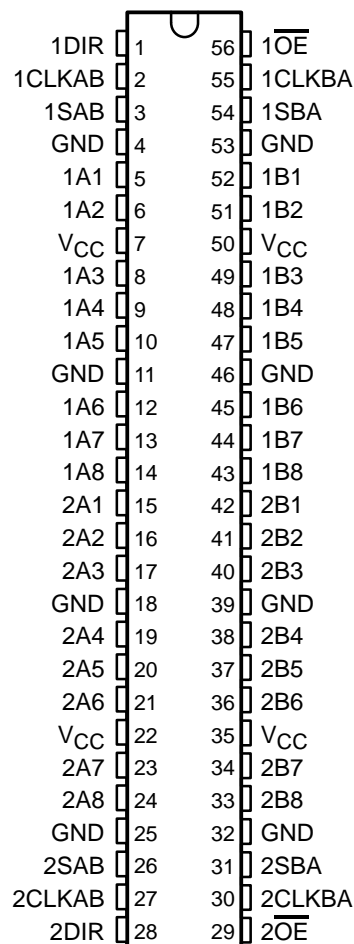 1DIR 1 56 1O̅E̅
1CLKAB 2 55 1CLKBA
1SAB 3 54 1SBA
GND 4 53 GND
1A1 5 52 1B1
1A2 6 51 1B2
VCC 7 50 VCC
1A3 8 49 1B3
1A4 9 48 1B4
1A5 10 47 1B5
GND 11 46 GND
1A6 12 45 1B6
1A7 13 44 1B7
1A8 14 43 1B8
2A1 15 42 2B1
2A2 16 41 2B2
2A3 17 40 2B3
GND 18 39 GND
2A4 19 38 2B4
2A5 20 37 2B5
2A6 21 36 2B6
VCC 22 35 VCC
2A7 23 34 2B7
2A8 24 33 2B8
GND 25 32 GND
2SAB 26 31 2SBA
2CLKAB 27 30 2CLKBA
2DIR 28 29 2O̅E̅